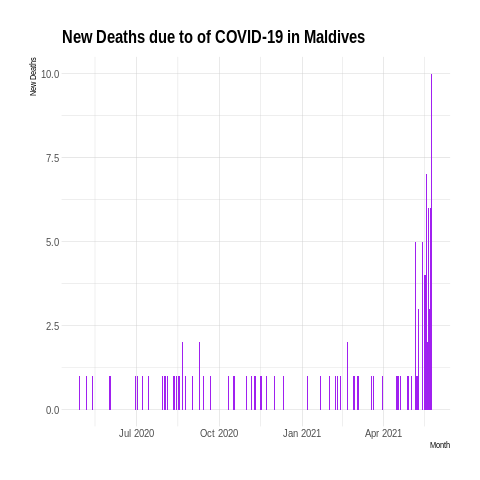 New Deaths due to of COVID-19 in Maldives
New Deaths
10.0
7.5
5.0
2.5
0.0
Jul 2020 Oct 2020 Jan 2021 Apr 2021
Month